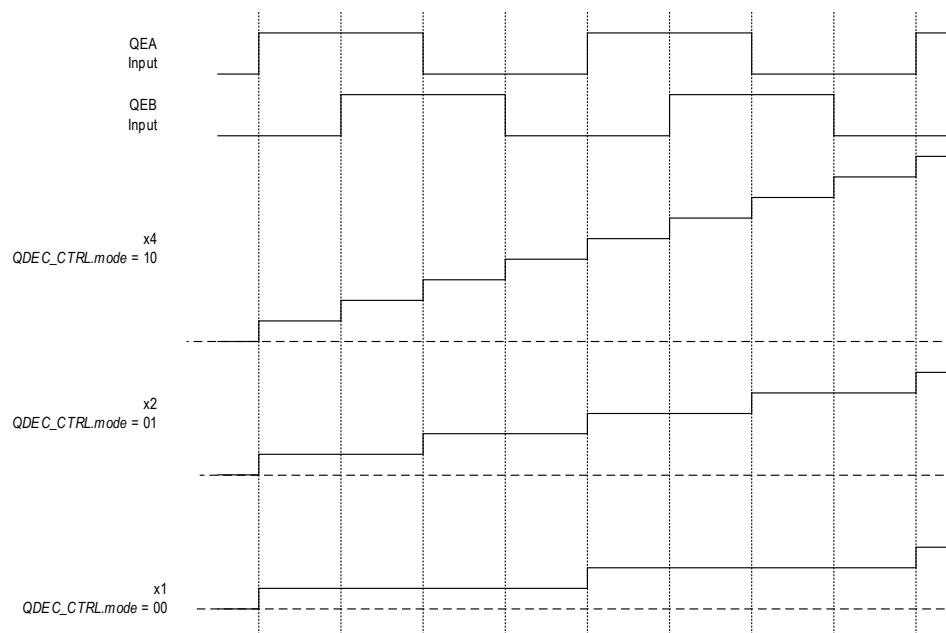 QEA
Input
QEB
Input
x4
QDEC_CTRL.mode = 10
x2
QDEC_CTRL.mode = 01
x1
QDEC_CTRL.mode = 00